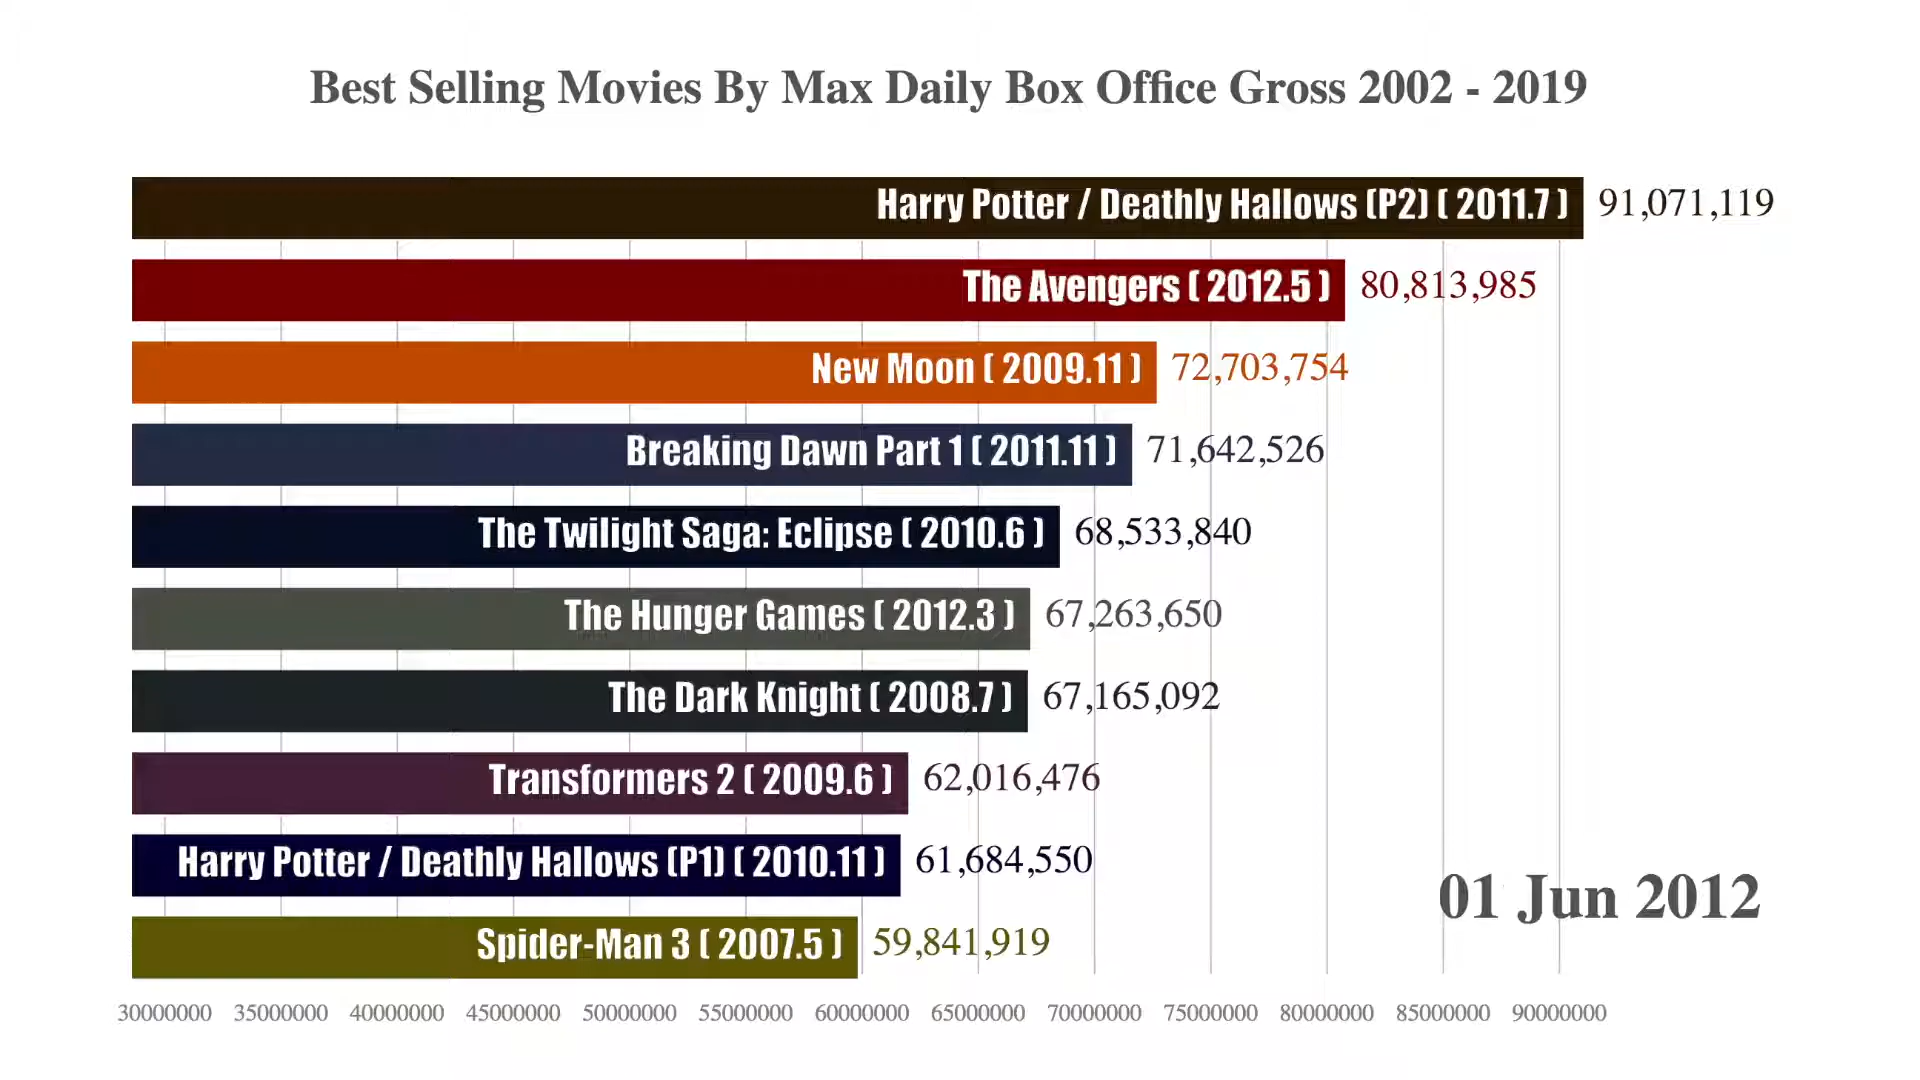 Best Selling Movies By Max Daily Box Office Gross 2002 - 2019
Harry Potter / Deathly Hallows (P2) ( 2011.7 ) 91,071,119
The Avengers ( 2012.5 ) 80,813,985
New Moon ( 2009.11 ) 72,703,754
Breaking Dawn Part 1 ( 2011.11 ) 71,642,526
The Twilight Saga: Eclipse ( 2010.6 ) 68,533,840
The Hunger Games ( 2012.3 ) 67,263,650
The Dark Knight ( 2008.7 ) 67,165,092
Transformers 2 ( 2009.6 ) 62,016,476
Harry Potter / Deathly Hallows (P1) ( 2010.11 ) 61,684,550
01 Jun 2012
Spider-Man 3 ( 2007.5 ) 59,841,919
30000000 35000000 40000000 45000000 50000000 55000000 60000000 65000000 70000000 75000000 80000000 85000000 90000000